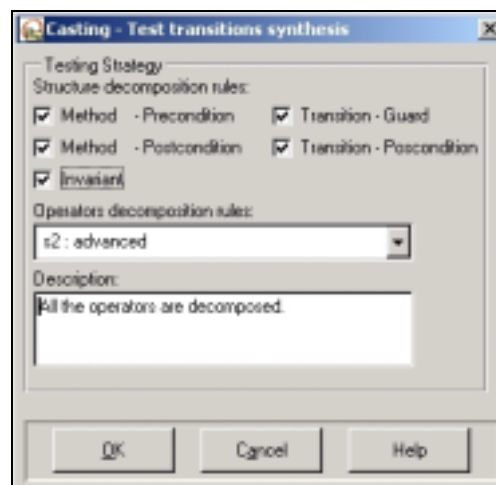 Casting - Test transitions synthesis
Testing Strategy
Structure decomposition rules:
Method - Precondition Transition - Guard
Method - Postcondition Transition - Poscondition
Invariant
Operators decomposition rules:
s2 : advanced
Description:
All the operators are decomposed.
OK Cancel Help